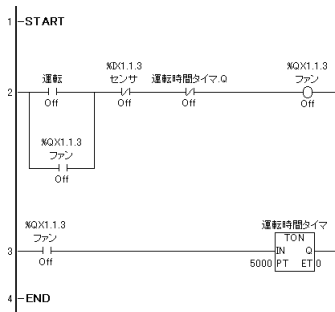 1 START
%IX1.1.3 %QX1.1.3
運転 センサ 運転時間タイマ.Q ファン
2
Off Off Off Off
%QX1.1.3
ファン
Off
%QX1.1.3 運転時間タイマ
ファン TON
3 IN Q
Off 5000 PT ET 0
4 END